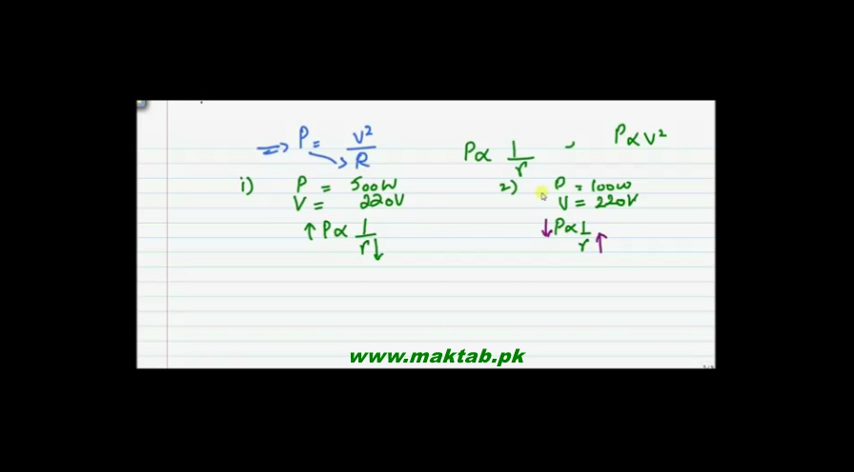 => P = V²/R
P∝ 1/r , P∝V²
i) P = 500W
V = 220V
↑ P∝ 1/r↓
2) P = 100W
V = 220V
↓P∝ 1/r ↑
www.maktab.pk